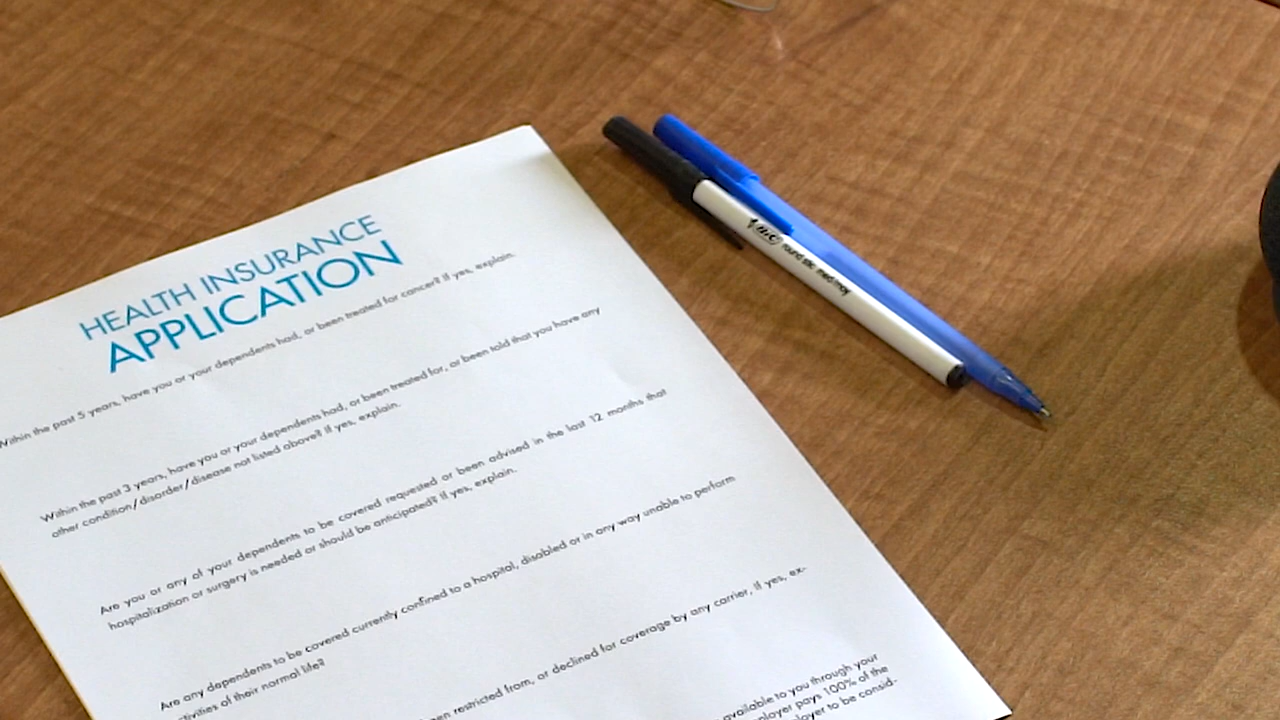 HEALTH INSURANCE
APPLICATION
Within the past 5 years, have you or your dependents had, or been treated for cancer? If yes, explain.
Within the past 3 years, have you or your dependents had, or been treated for, or been told that you have any
other condition/disorder/disease not listed above? If yes, explain.
Are you or any of your dependents to be covered requested or been advised in the last 12 months that
hospitalization or surgery is needed or should be anticipated? If yes, explain.
Are any dependents to be covered currently confined to a hospital, disabled or in any way unable to perform
of their normal life?
restricted from, or declined for coverage by any carrier, if yes, ex-
available to you through your
pays 100% of the
to be consid-
BIC round stic med/moy